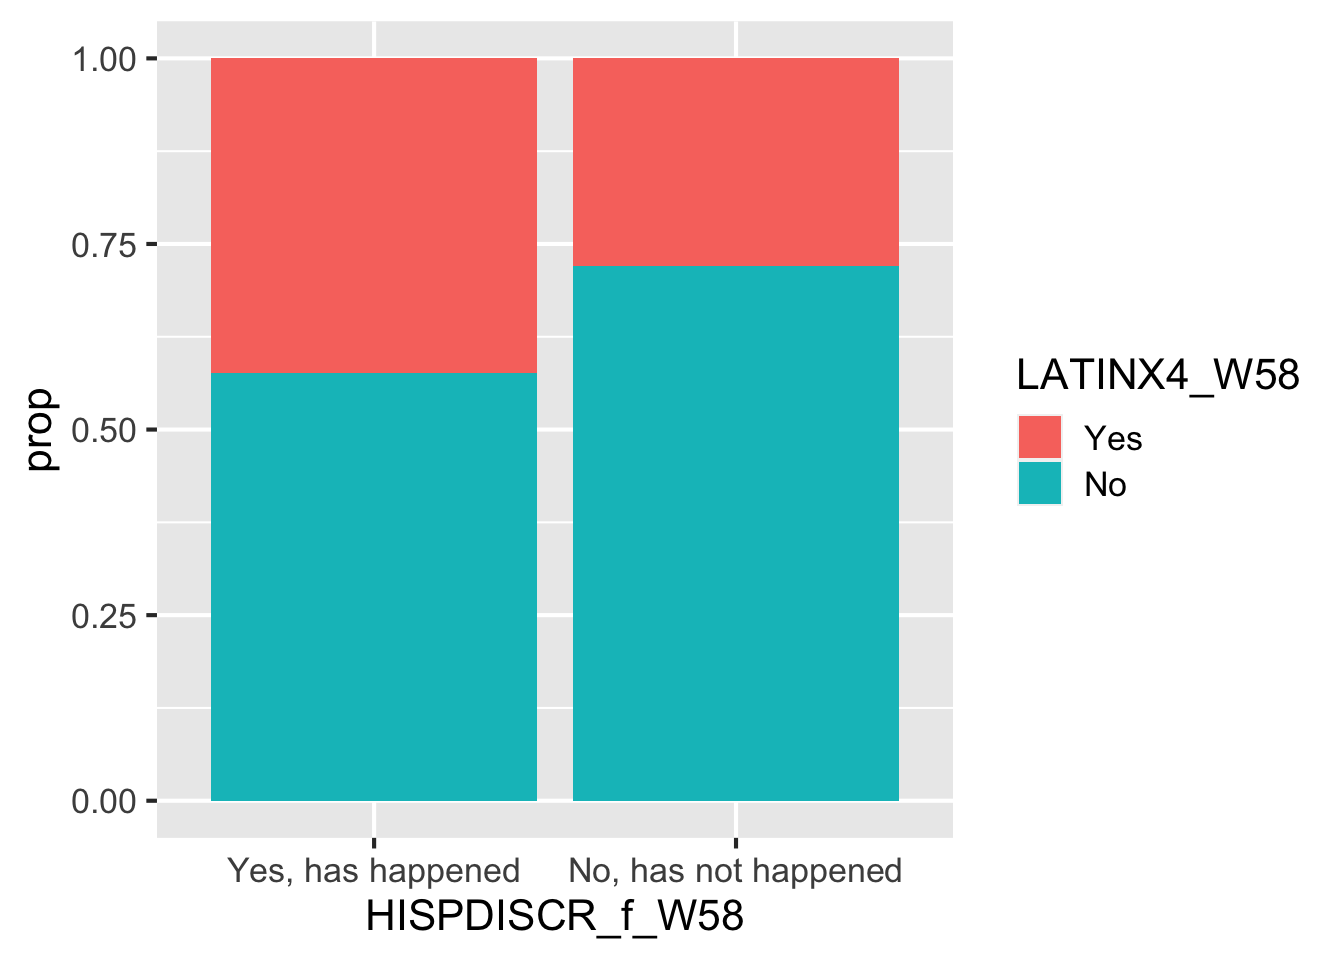 1.00
0.75
0.50
0.25
0.00
prop
Yes, has happened
No, has not happened
HISPDISCR_f_W58
LATINX4_W58
Yes
No